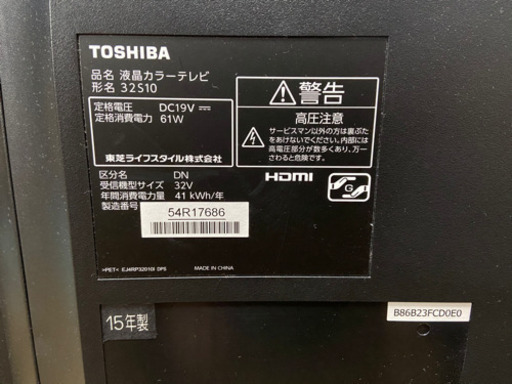 TOSHIBA
品名 液晶カラーテレビ
形名 32S10
定格電圧 DC19V
定格消費電力 61W
東芝ライフスタイル株式会社
区分名 DN
受信機型サイズ 32V
年間消費電力量 41 kWh/年
製造番号 54R17686
>PET< EJ4RP32010I DPS MADE IN CHINA
警告
高圧注意
サービスマン以外の方は裏ぶた
をあけないでください。内部には
高電圧部分が数多くあり、万一
さわると危険です。
HDMI
G
15年製
B86B23FCD0E0